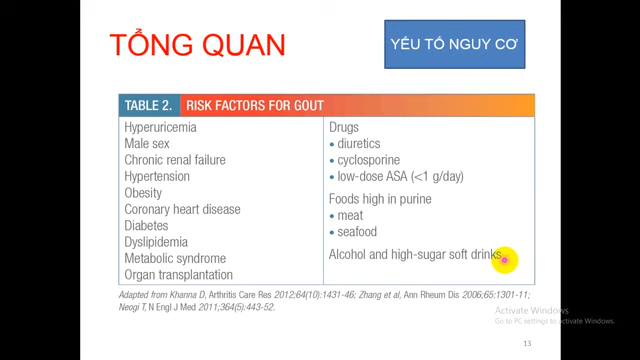 TỔNG QUAN
YẾU TỐ NGUY CƠ
TABLE 2. RISK FACTORS FOR GOUT
Hyperuricemia
Male sex
Chronic renal failure
Hypertension
Obesity
Coronary heart disease
Diabetes
Dyslipidemia
Metabolic syndrome
Organ transplantation
Drugs
• diuretics
• cyclosporine
• low-dose ASA (<1 g/day)
Foods high in purine
• meat
• seafood
Alcohol and high-sugar soft drinks
Adapted from Khanna D, Arthritis Care Res 2012;64(10):1431-46; Zhang et al, Ann Rheum Dis 2006;65:1301-11;
Neogi T, N Engl J Med 2011;364(5):443-52.
Activate Windows
Go to PC settings to activate Windows.
13